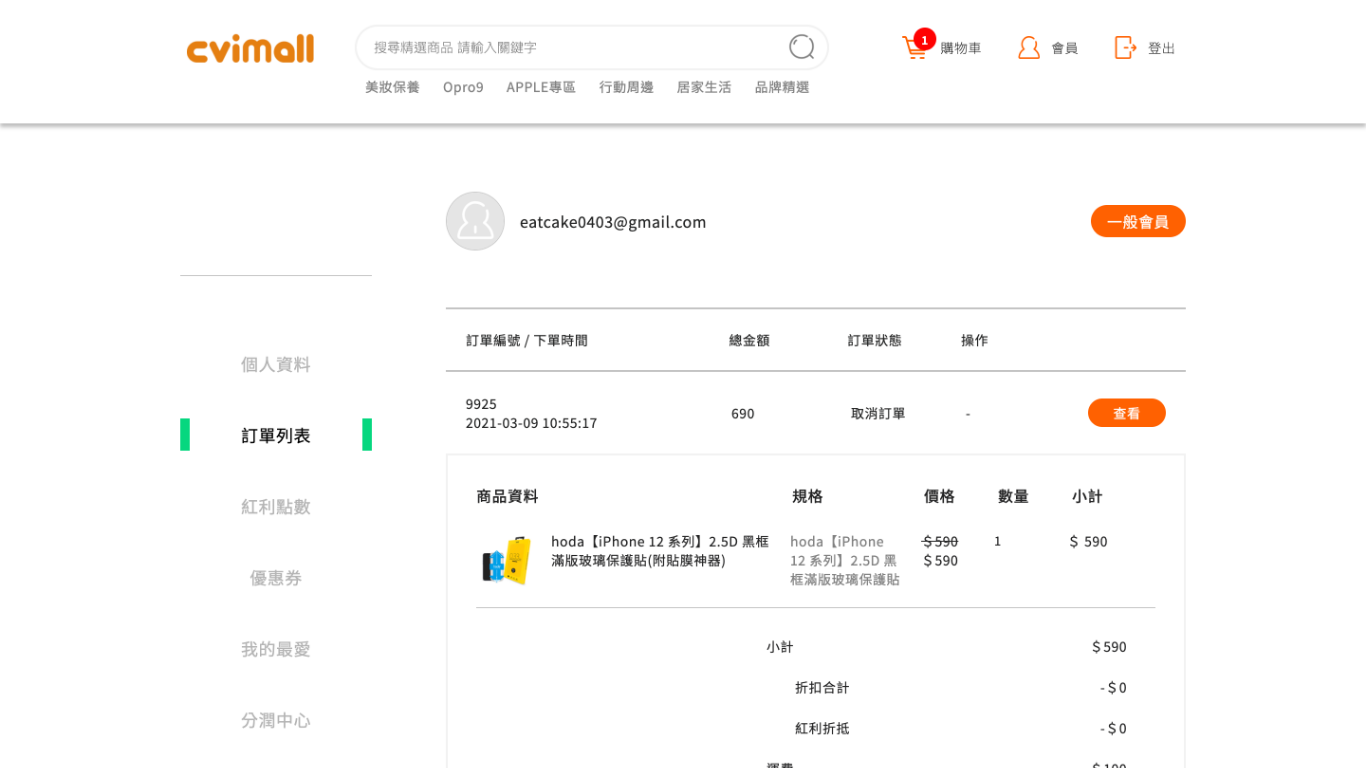 cvimall
搜尋精選商品 請輸入關鍵字
1
購物車
會員
登出
美妝保養 Opro9 APPLE專區 行動周邊 居家生活 品牌精選
eatcake0403@gmail.com
一般會員
個人資料
訂單列表
紅利點數
優惠券
我的最愛
分潤中心
訂單編號 / 下單時間 總金額 訂單狀態 操作
9925
2021-03-09 10:55:17
690
取消訂單
-
查看
商品資料 規格 價格 數量 小計
hoda【iPhone 12 系列】2.5D 黑框
滿版玻璃保護貼(附貼膜神器)
hoda【iPhone
12 系列】2.5D 黑
框滿版玻璃保護貼
$590
$590
1
$ 590
小計 $590
折扣合計 -$0
紅利折抵 -$0
運費 $100